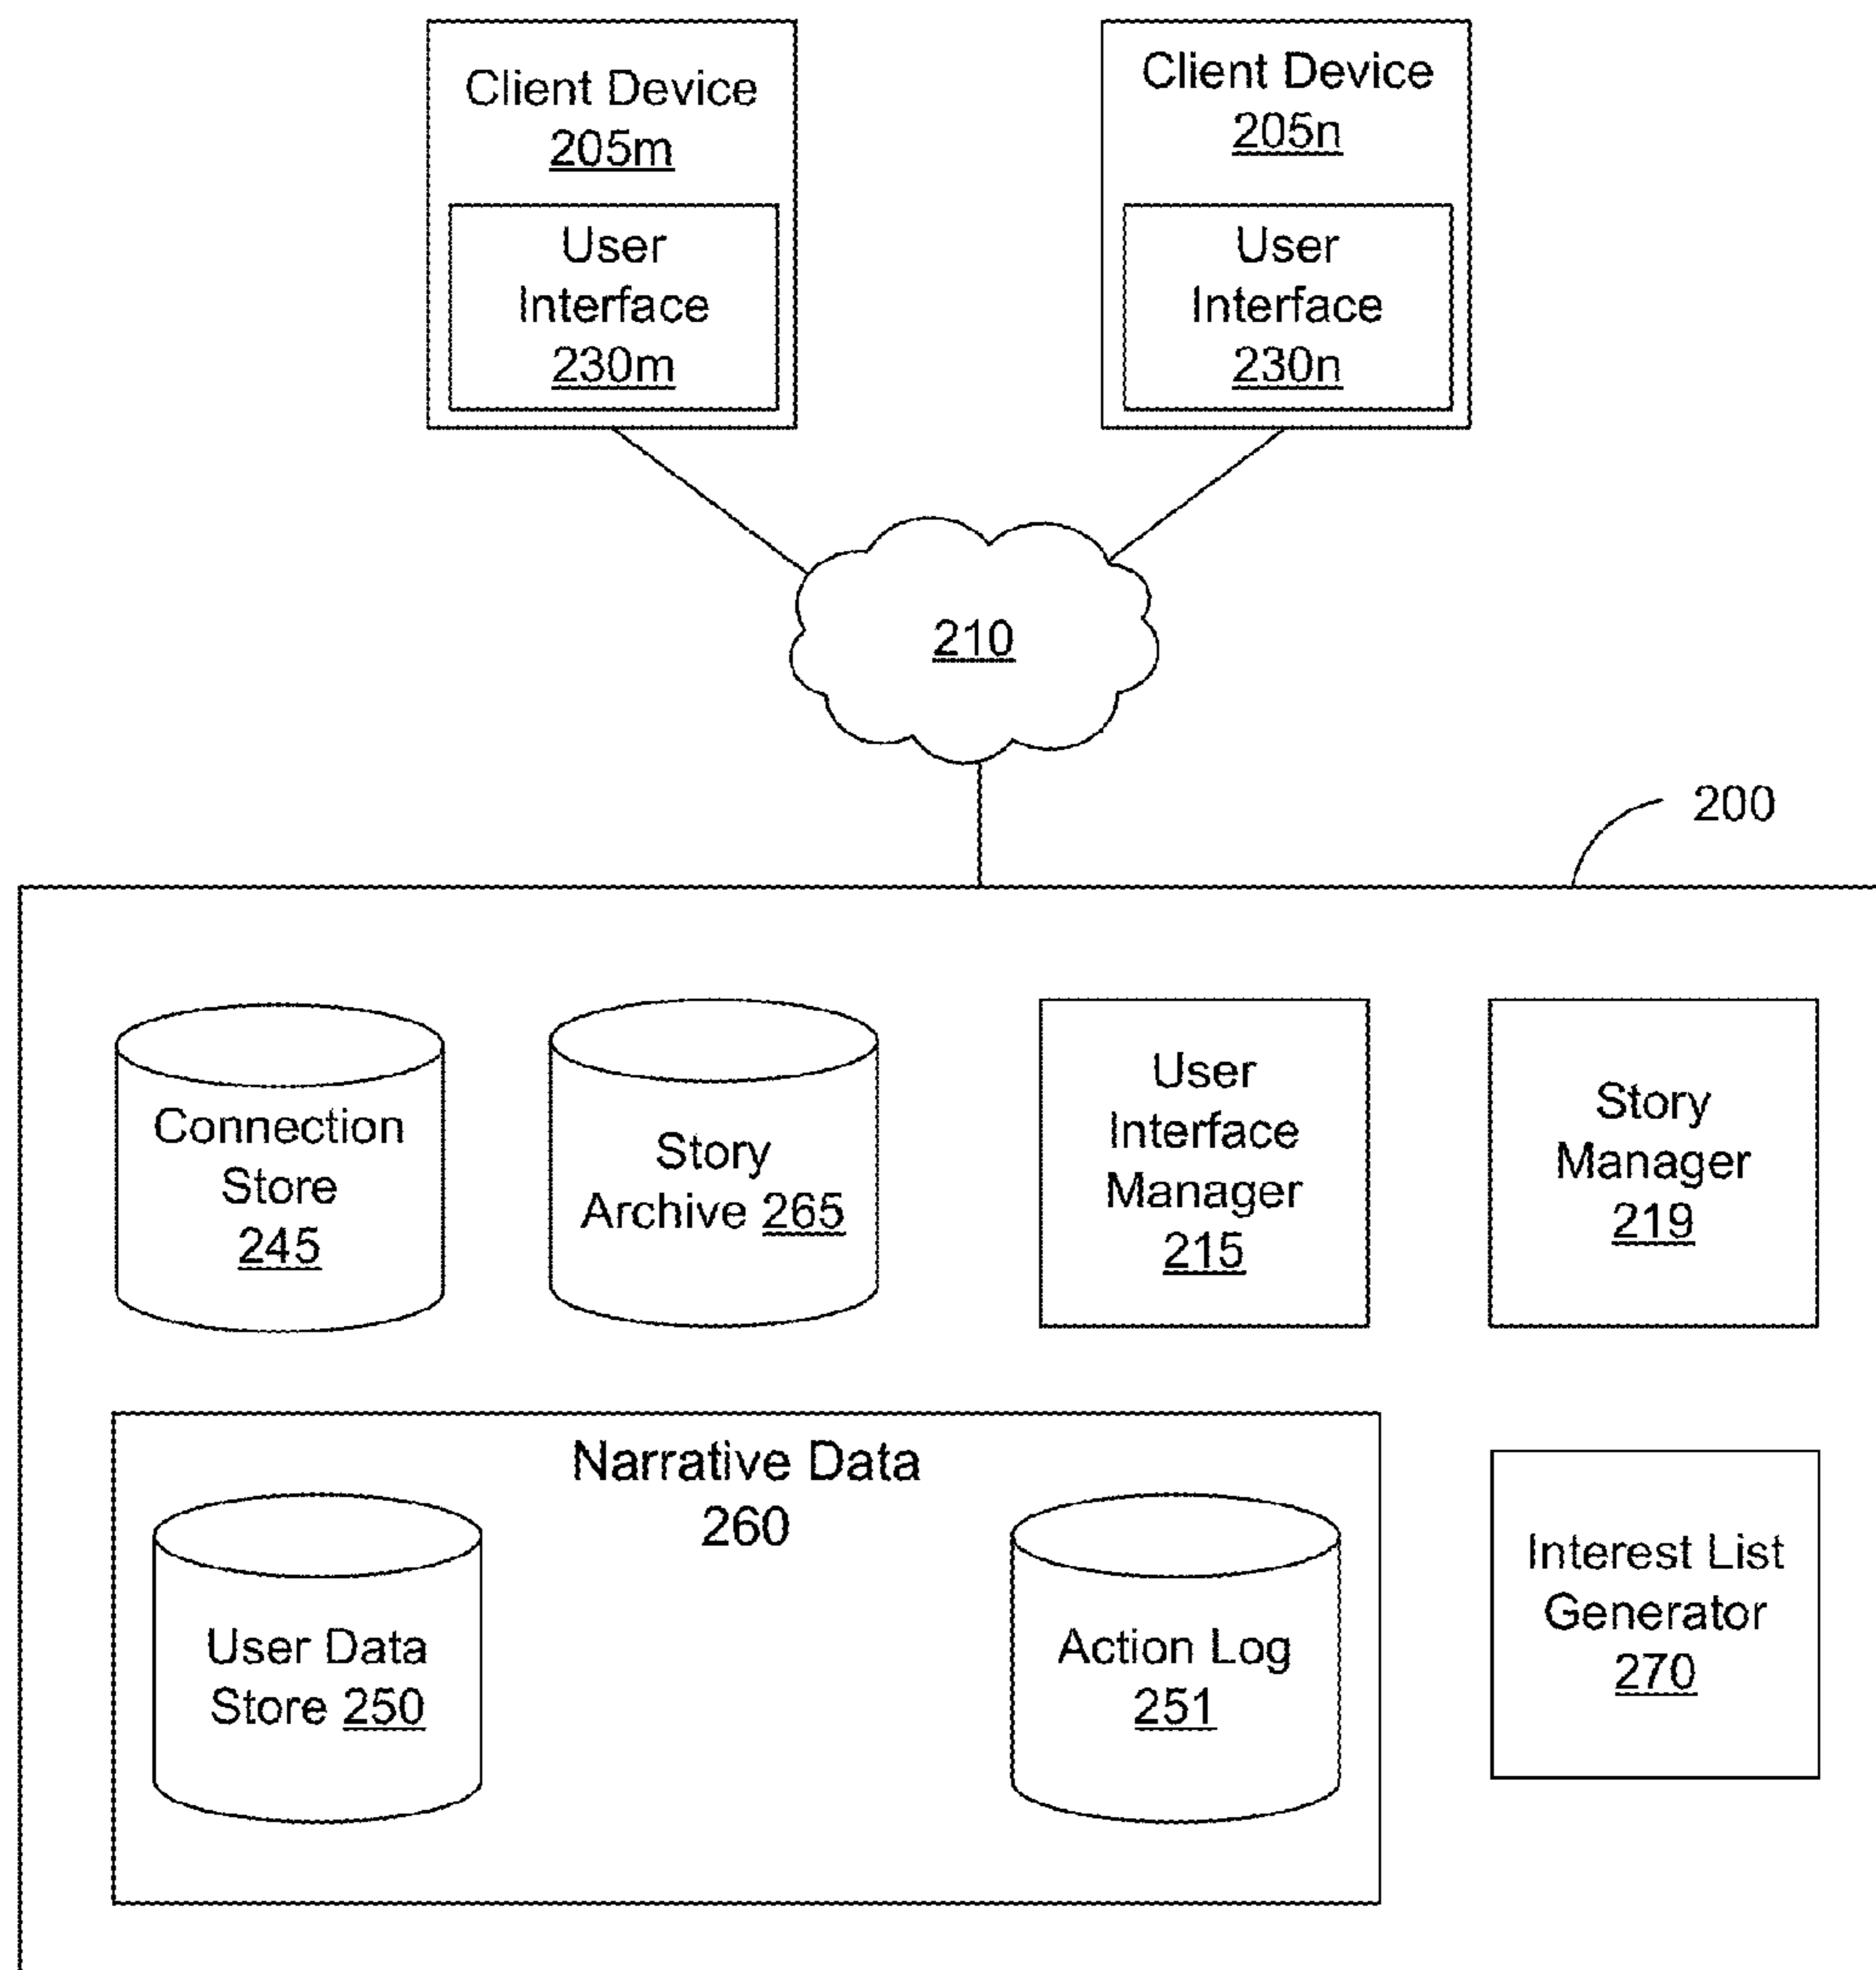 Client Device
205m
User
Interface
230m
Client Device
205n
User
Interface
230n
210
200
Connection
Store
245
Story
Archive 265
User
Interface
Manager
215
Story
Manager
219
Narrative Data
260
User Data
Store 250
Action Log
251
Interest List
Generator
270